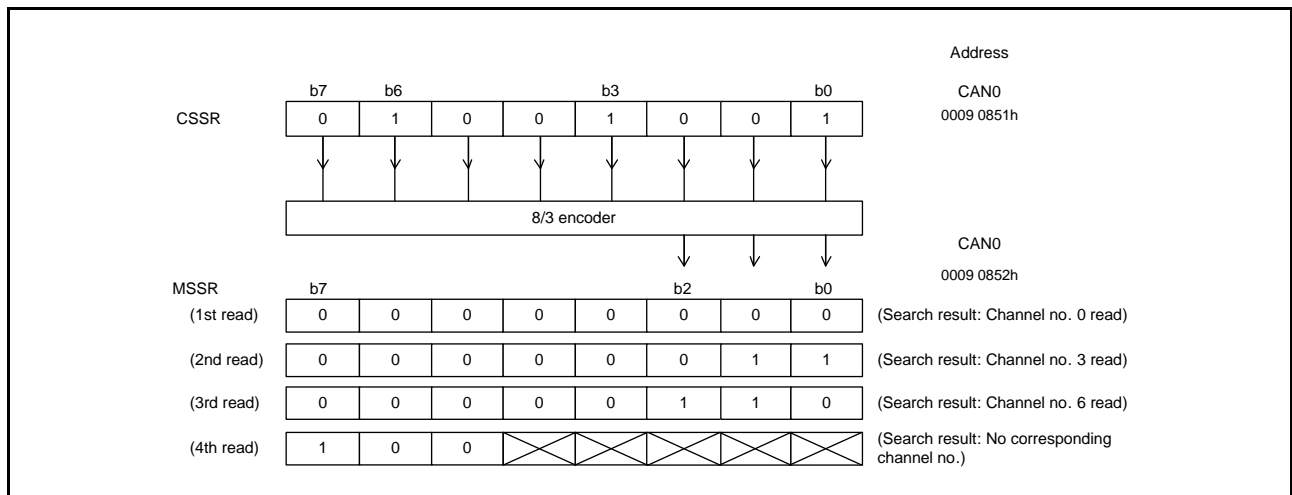 Address
b7 b6 b3 b0 CAN0
CSSR 0 1 0 0 1 0 0 1 0009 0851h
8/3 encoder
CAN0
0009 0852h
MSSR b7 b2 b0
(1st read) 0 0 0 0 0 0 0 0 (Search result: Channel no. 0 read)
(2nd read) 0 0 0 0 0 0 1 1 (Search result: Channel no. 3 read)
(3rd read) 0 0 0 0 0 1 1 0 (Search result: Channel no. 6 read)
(4th read) 1 0 0 (Search result: No corresponding
channel no.)